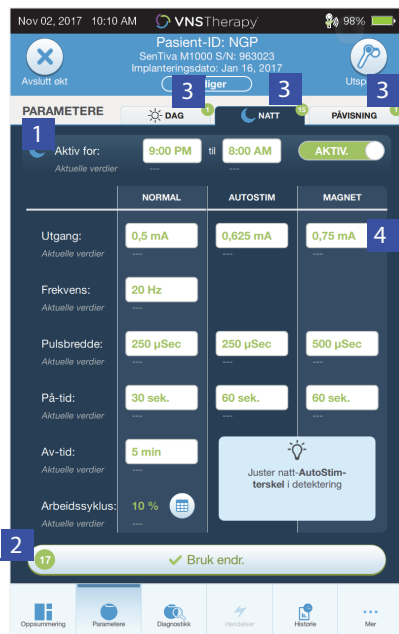 Nov 02, 2017 10:10 AM VNSTherapy 98%
Pasient-ID: NGP
SenTiva M1000 S/N: 963023
Implanteringsdato: Jan 16, 2017
Avslutt økt liger
PARAMETERE 3 DAG 1 3 NATT 15 3 PÅVISNING 1
1 Aktiv for: 9:00 PM til 8:00 AM AKTIV.
Aktuelle verdier --- ---
NORMAL AUTOSTIM MAGNET
Utgang: 0,5 mA 0,625 mA 0,75 mA 4
Aktuelle verdier --- --- ---
Frekvens: 20 Hz
Aktuelle verdier ---
Pulsbredde: 250 µSec 250 µSec 500 µSec
Aktuelle verdier --- --- ---
På-tid: 30 sek. 60 sek. 60 sek.
Aktuelle verdier --- --- ---
Av-tid: 5 min
Aktuelle verdier ---
Juster natt-AutoStim-
terskel i detektering
Arbeidssyklus: 10 %
Aktuelle verdier ---
2 17 Bruk endr.
Oppsummering Parametere Diagnostikk Hendelser Historie Mer